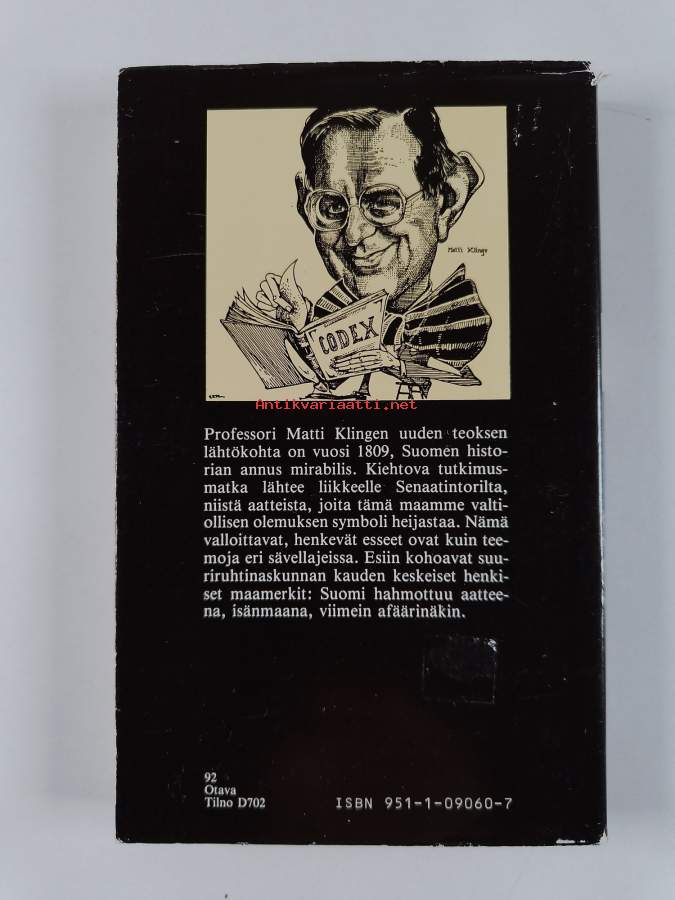 Matti Klinge
CODEX
Antikvariaatti.net
Professori Matti Klingen uuden teoksen
lähtökohta on vuosi 1809, Suomen histo-
rian annus mirabilis. Kiehtova tutkimus-
matka lähtee liikkeelle Senaatintorilta,
niistä aatteista, joita tämä maamme valti-
ollisen olemuksen symboli heijastaa. Nämä
valloittavat, henkevät esseet ovat kuin tee-
moja eri sävellajeissa. Esiin kohoavat suu-
riruhtinaskunnan kauden keskeiset henki-
set maamerkit: Suomi hahmottuu aattee-
na, isänmaana, viimein afäärinäkin.
92
Otava
Tilno D702
ISBN 951-1-09060-7